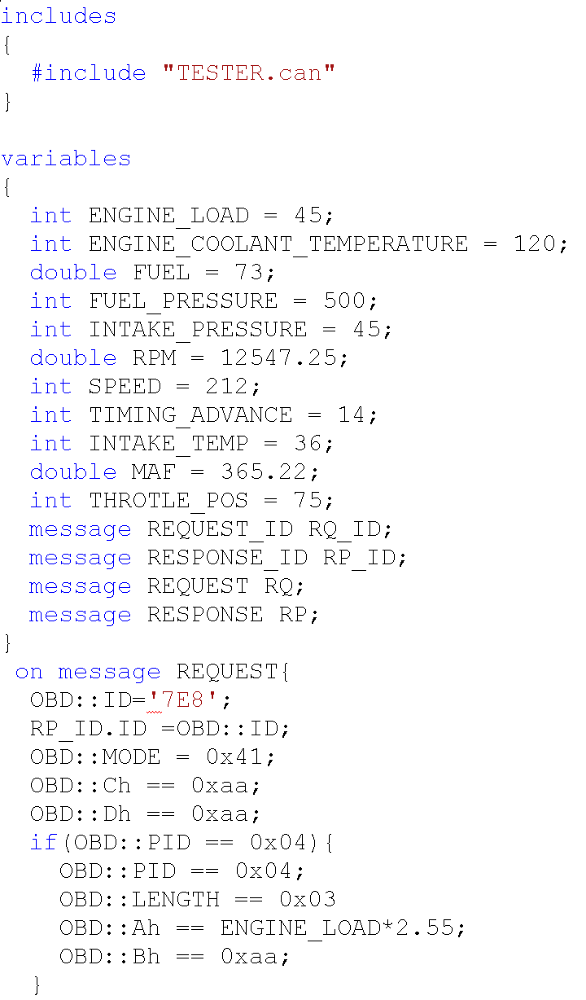 includes
{
  #include "TESTER.can"
}

variables
{
  int ENGINE_LOAD = 45;
  int ENGINE_COOLANT_TEMPERATURE = 120;
  double FUEL = 73;
  int FUEL_PRESSURE = 500;
  int INTAKE_PRESSURE = 45;
  double RPM = 12547.25;
  int SPEED = 212;
  int TIMING_ADVANCE = 14;
  int INTAKE_TEMP = 36;
  double MAF = 365.22;
  int THROTLE_POS = 75;
  message REQUEST_ID RQ_ID;
  message RESPONSE_ID RP_ID;
  message REQUEST RQ;
  message RESPONSE RP;
}
 on message REQUEST{
  OBD::ID='7E8';
  RP_ID.ID =OBD::ID;
  OBD::MODE = 0x41;
  OBD::Ch == 0xaa;
  OBD::Dh == 0xaa;
  if(OBD::PID == 0x04){
    OBD::PID == 0x04;
    OBD::LENGTH == 0x03
    OBD::Ah == ENGINE_LOAD*2.55;
    OBD::Bh == 0xaa;
  }